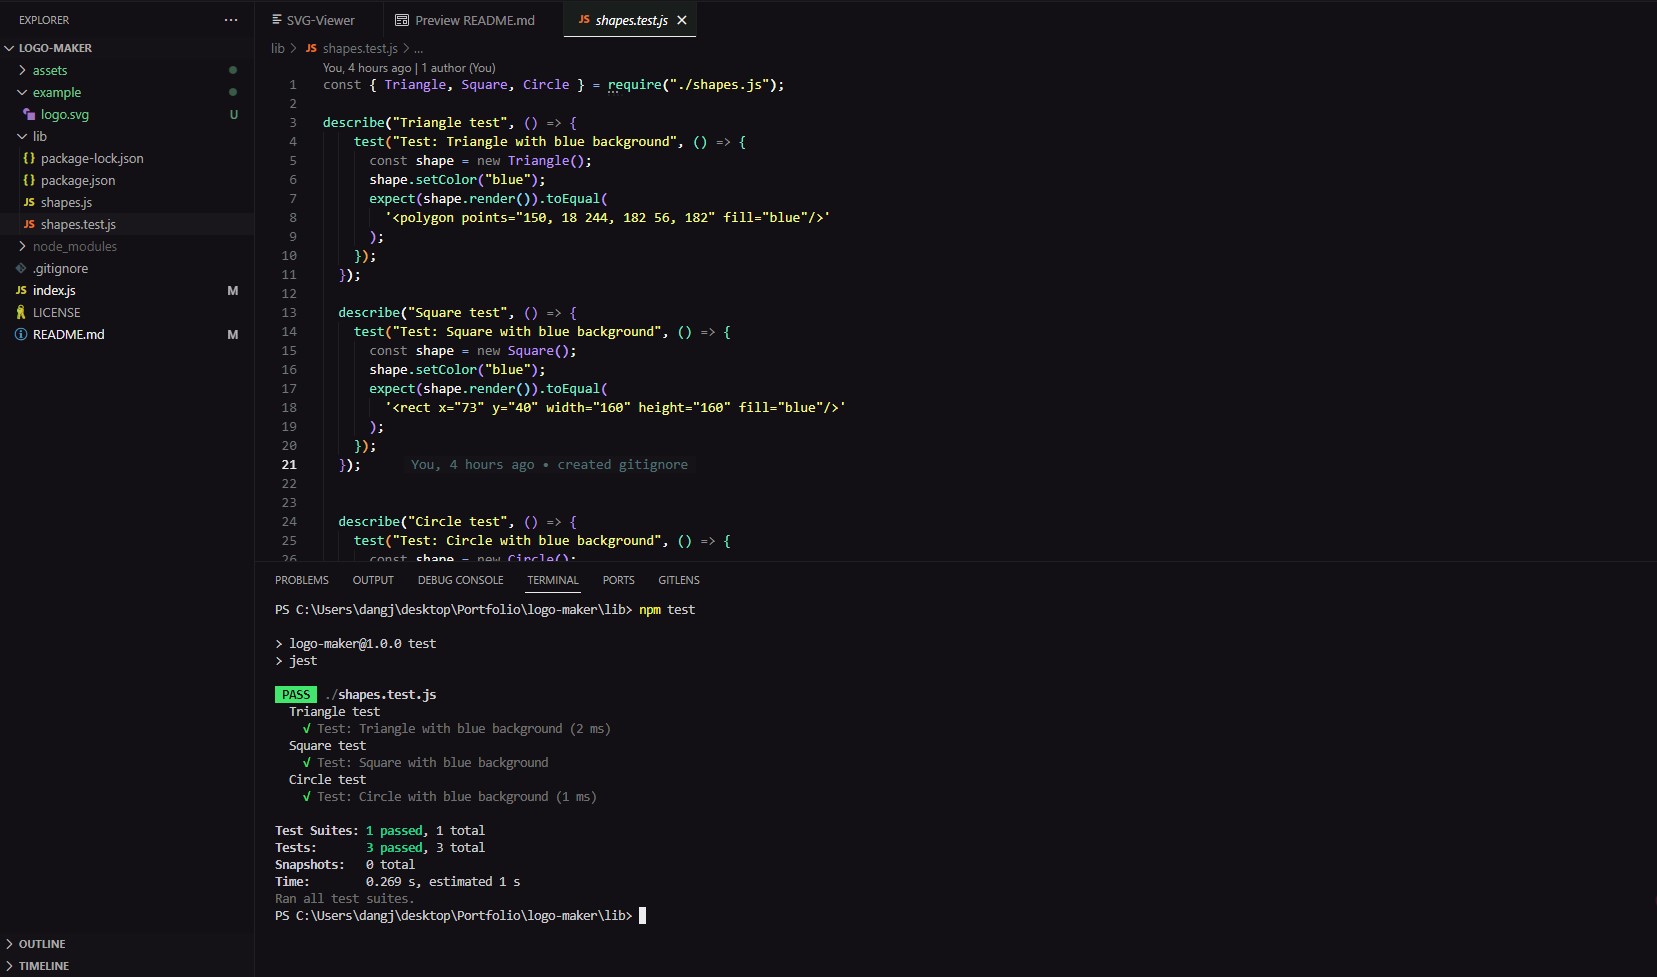 EXPLORER
LOGO-MAKER
assets
example
logo.svg U
lib
package-lock.json
package.json
shapes.js
shapes.test.js
node_modules
.gitignore
index.js M
LICENSE
README.md M
OUTLINE
TIMELINE
SVG-Viewer Preview README.md JS shapes.test.js
lib > JS shapes.test.js > ...
You, 4 hours ago | 1 author (You)
1 const { Triangle, Square, Circle } = require("./shapes.js");
2
3 describe("Triangle test", () => {
4 test("Test: Triangle with blue background", () => {
5 const shape = new Triangle();
6 shape.setColor("blue");
7 expect(shape.render()).toEqual(
8 '<polygon points="150, 18 244, 182 56, 182" fill="blue"/>'
9 );
10 });
11 });
12
13 describe("Square test", () => {
14 test("Test: Square with blue background", () => {
15 const shape = new Square();
16 shape.setColor("blue");
17 expect(shape.render()).toEqual(
18 '<rect x="73" y="40" width="160" height="160" fill="blue"/>'
19 );
20 });
21 }); You, 4 hours ago • created gitignore
22
23
24 describe("Circle test", () => {
25 test("Test: Circle with blue background", () => {
26 const shape = new Circle();
PROBLEMS OUTPUT DEBUG CONSOLE TERMINAL PORTS GITLENS
PS C:\Users\dangj\desktop\Portfolio\logo-maker\lib> npm test
> logo-maker@1.0.0 test
> jest
PASS ./shapes.test.js
Triangle test
√ Test: Triangle with blue background (2 ms)
Square test
√ Test: Square with blue background
Circle test
√ Test: Circle with blue background (1 ms)
Test Suites: 1 passed, 1 total
Tests: 3 passed, 3 total
Snapshots: 0 total
Time: 0.269 s, estimated 1 s
Ran all test suites.
PS C:\Users\dangj\desktop\Portfolio\logo-maker\lib>